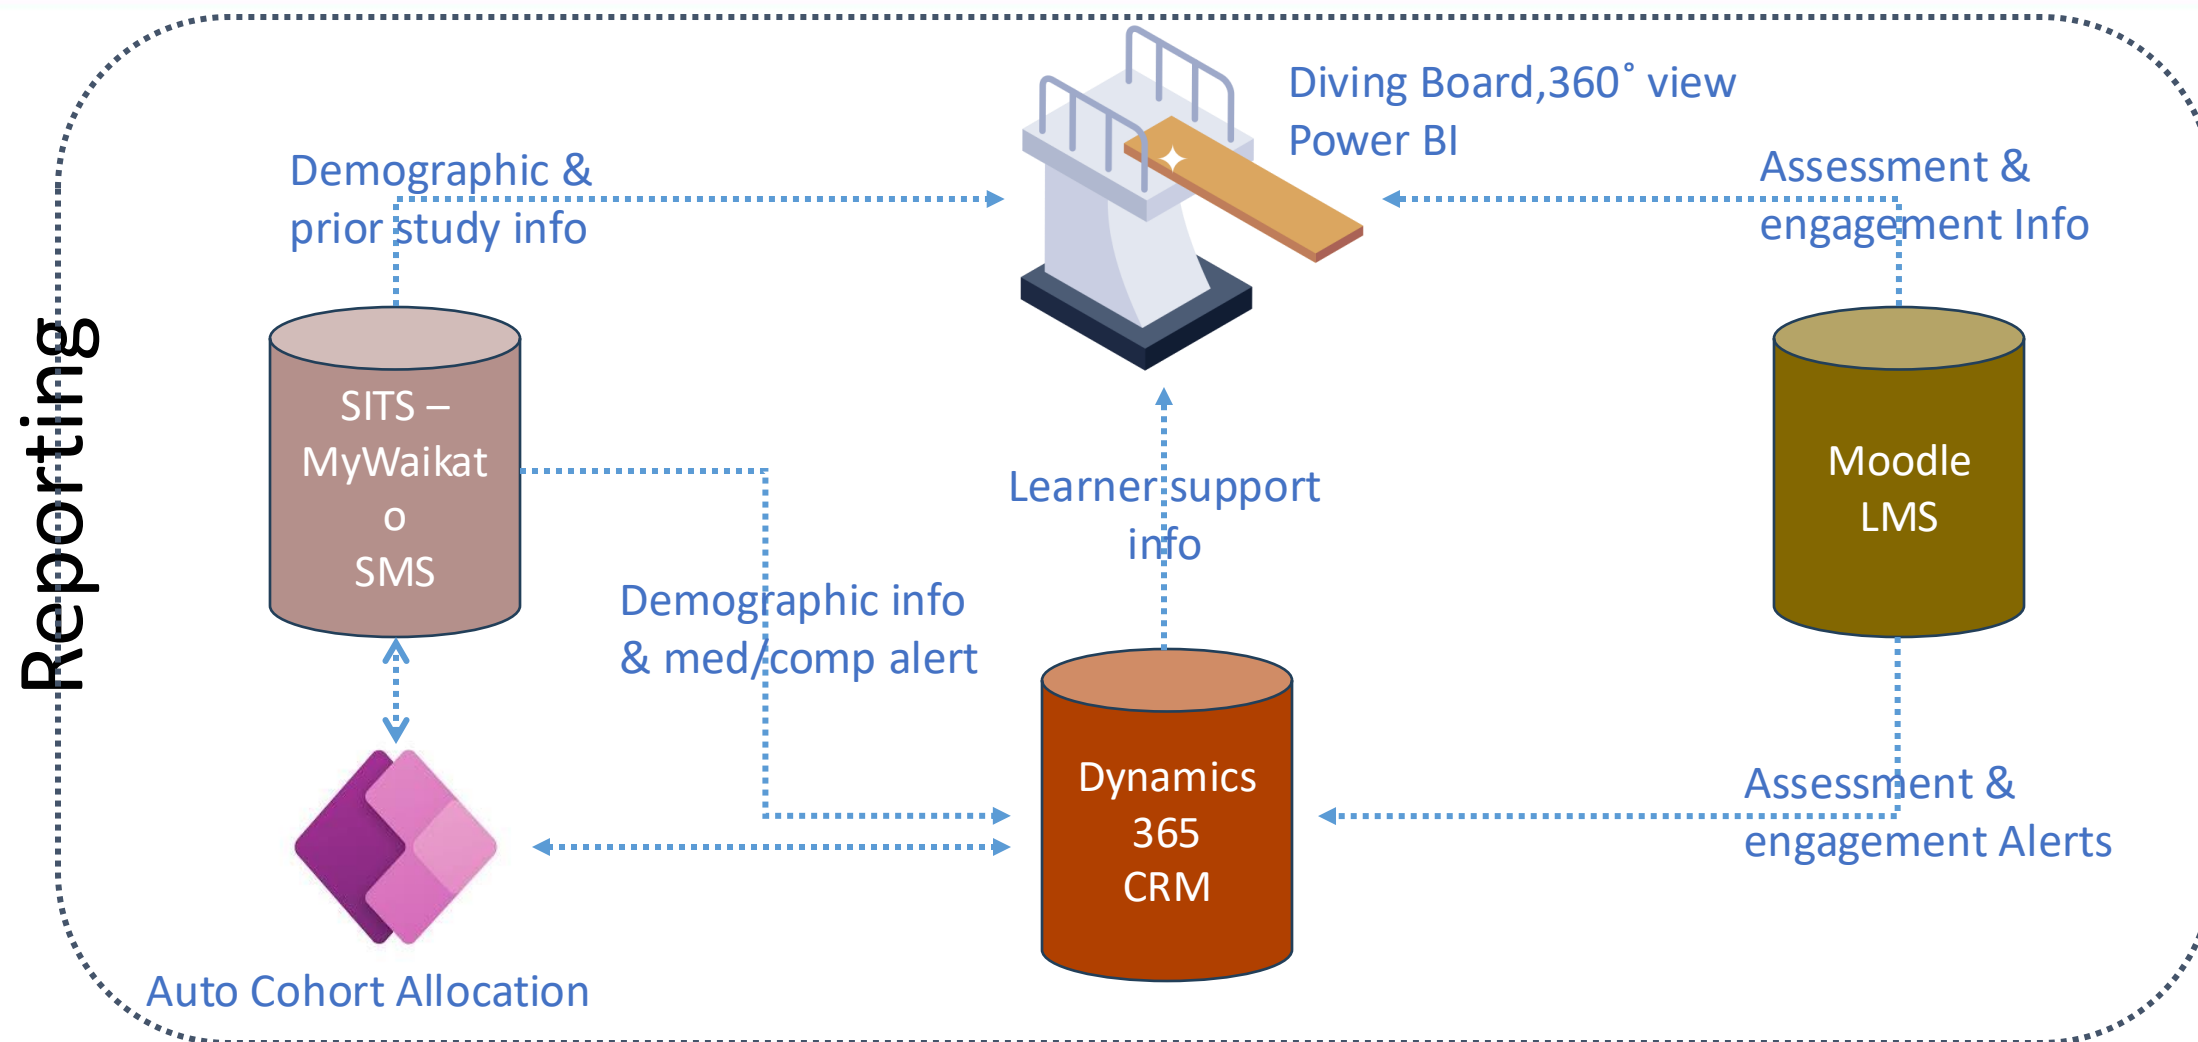 Reporting
Diving Board,360˚ view
Power BI
Demographic &
prior study info
Assessment &
engagement Info
SITS –
MyWaikat
o
SMS
Moodle
LMS
Learner support
info
Demographic info
& med/comp alert
Dynamics
365
CRM
Assessment &
engagement Alerts
Auto Cohort Allocation